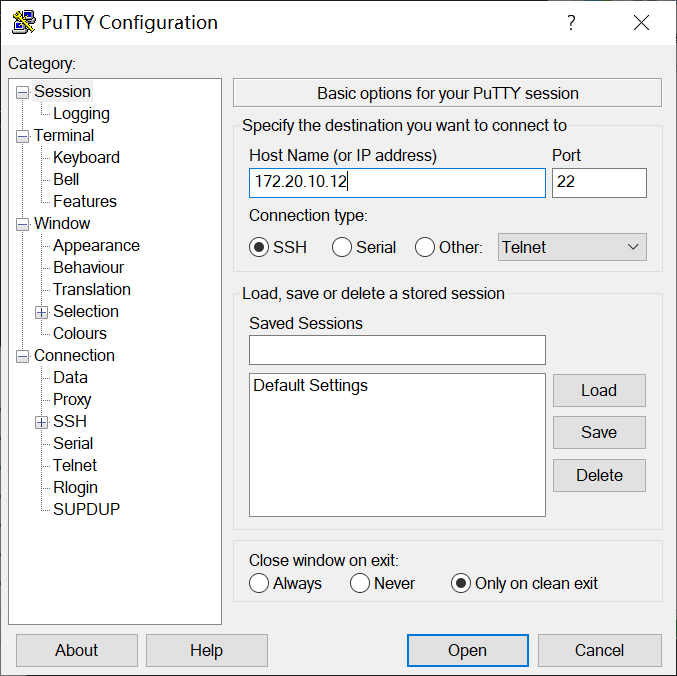 PuTTY Configuration
?
Category:
Session
Logging
Terminal
Keyboard
Bell
Features
Window
Appearance
Behaviour
Translation
Selection
Colours
Connection
Data
Proxy
SSH
Serial
Telnet
Rlogin
SUPDUP
Basic options for your PuTTY session
Specify the destination you want to connect to
Host Name (or IP address) Port
172.20.10.12 22
Connection type:
SSH Serial Other: Telnet
Load, save or delete a stored session
Saved Sessions
Default Settings
Load
Save
Delete
Close window on exit:
Always Never Only on clean exit
About Help Open Cancel